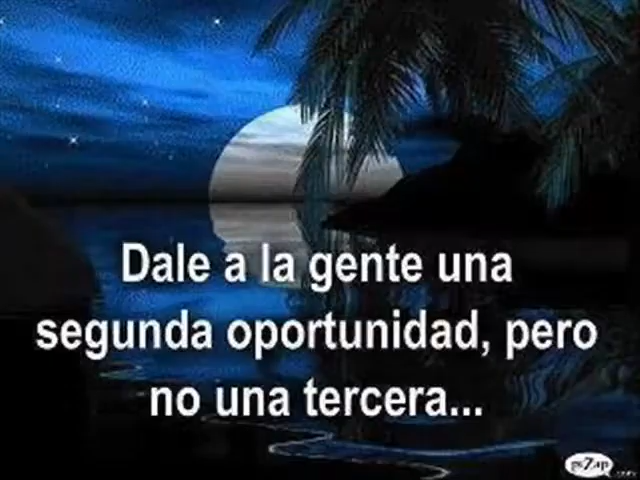 Dale a la gente una
segunda oportunidad, pero
no una tercera...